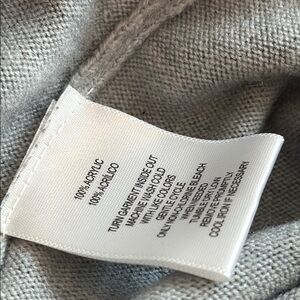 100% ACRYLIC
100% ACRÍLICO
TURN GARMENT INSIDE OUT
MACHINE WASH COLD
WITH LIKE COLORS
GENTLE CYCLE
ONLY NON-CHLORINE BLEACH
WHEN NEEDED
TUMBLE DRY LOW
REMOVE PROMPTLY
COOL IRON IF NECESSARY